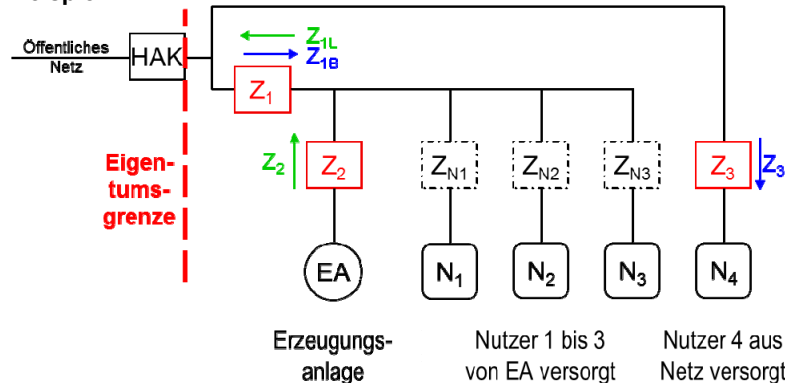 Öffentliches
Netz
HAK
Z1L
Z1B
Z1
Eigen-
tums-
grenze
Z2
Z2
ZN1
ZN2
ZN3
Z3
Z3
EA
N1
N2
N3
N4
Erzeugungs-
anlage
Nutzer 1 bis 3
von EA versorgt
Nutzer 4 aus
Netz versorgt